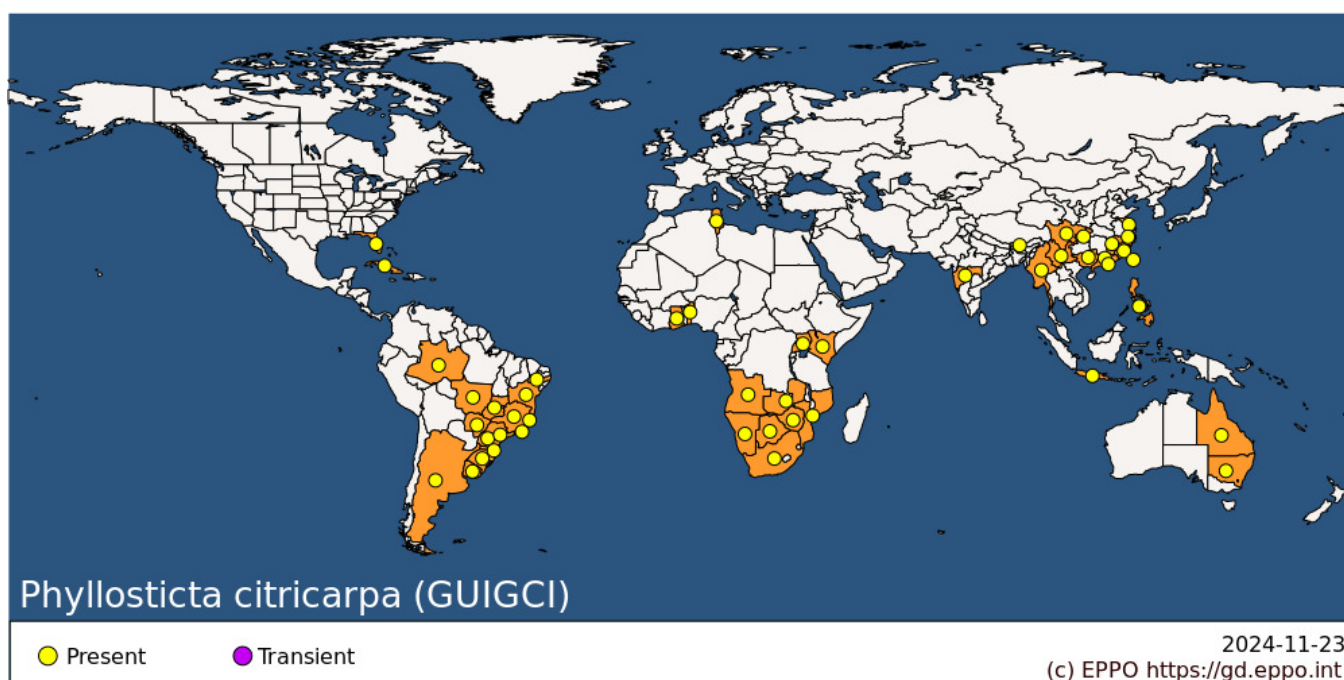 Phyllosticta citricarpa (GUIGCI)
Present
Transient
2024-11-23
(c) EPPO https://gd.eppo.int